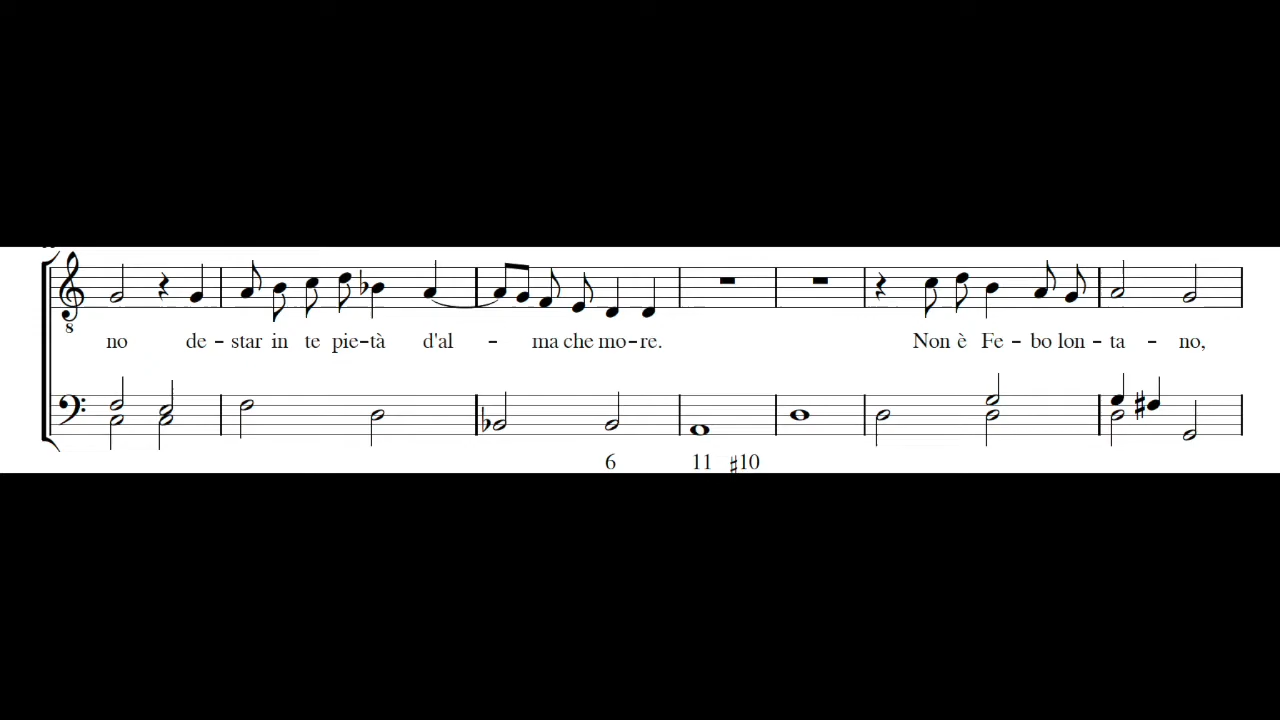 no de – star in te pie – tà d'al – ma che mo – re. Non è Fe – bo lon – ta – no,
6 11 ♯10